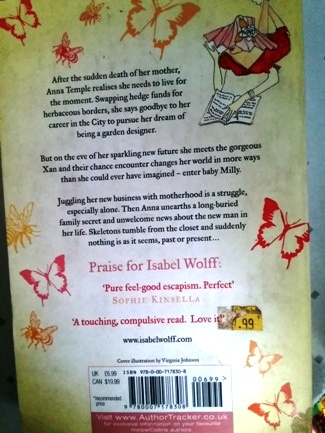 After the sudden death of her mother,
Anna Temple realises she needs to live for
the moment. Swapping hedge funds for
herbaceous borders, she says goodbye to her
career in the City to pursue her dream of
being a garden designer.
But on the eve of her sparkling new future she meets the gorgeous
Xan and their chance encounter changes her world in more ways
than she could ever have imagined – enter baby Milly.
Juggling her new business with motherhood is a struggle,
especially alone. Then Anna unearths a long-buried
family secret and unwelcome news about the new man in
her life. Skeletons tumble from the closet and suddenly
nothing is as it seems, past or present...
Praise for Isabel Wolff:
'Pure feel-good escapism. Perfect'
SOPHIE KINSELLA
'A touching, compulsive read. Love it
.99
www.isabelwolff.com
Cover illustration by Virginia Johnson
UK £6.99
CAN $19.99
*recommended
price
ISBN 978-0-00-717830-8
00699>
9 780007 178308
Visit www.AuthorTracker.co.uk
for exclusive information on your favourite
HarperCollins authors.